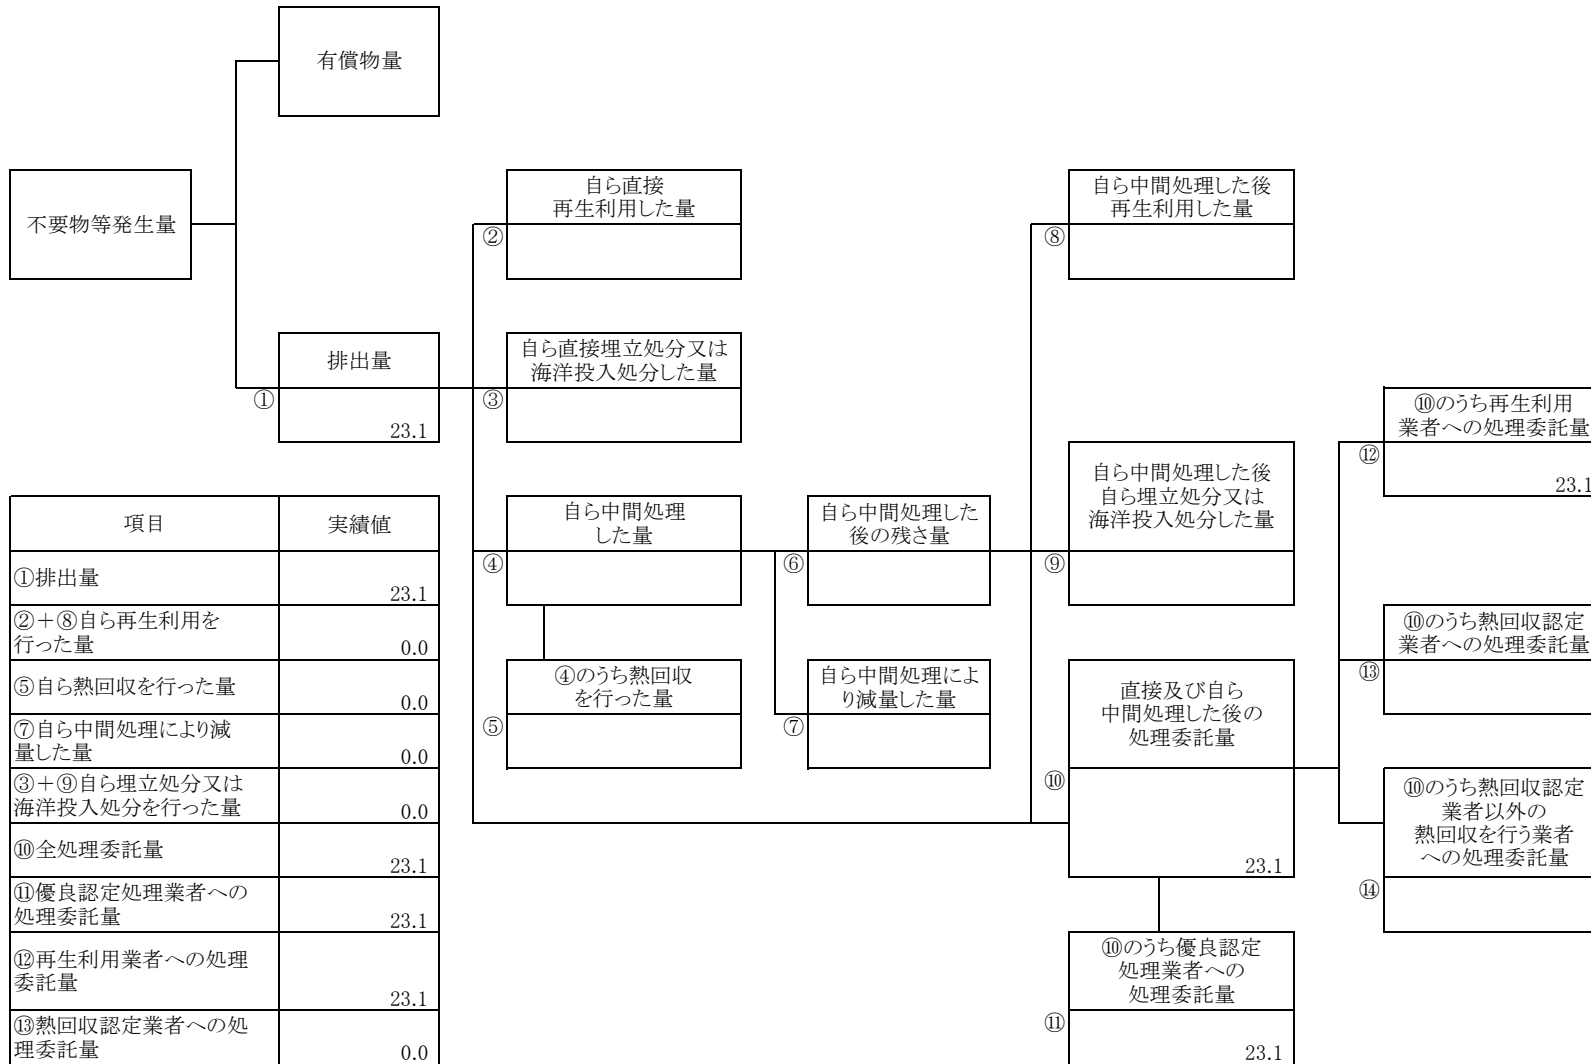 有償物量
不要物等発生量
自ら直接
再生利用した量
②
自ら中間処理した後
再生利用した量
⑧
排出量
①
23.1
自ら直接埋立処分又は
海洋投入処分した量
③
⑩のうち再生利用
業者への処理委託量
⑫
23.1
自ら中間処理
した量
④
自ら中間処理した
後の残さ量
⑥
自ら中間処理した後
自ら埋立処分又は
海洋投入処分した量
⑨
④のうち熱回収
を行った量
⑤
自ら中間処理によ
り減量した量
⑦
直接及び自ら
中間処理した後の
処理委託量
⑩
23.1
⑩のうち熱回収認定
業者への処理委託量
⑬
⑩のうち熱回収認定
業者以外の
熱回収を行う業者
への処理委託量
⑭
⑩のうち優良認定
処理業者への
処理委託量
⑪
23.1
項目 実績値
①排出量 23.1
②+⑧自ら再生利用を
行った量 0.0
⑤自ら熱回収を行った量 0.0
⑦自ら中間処理により減
量した量 0.0
③+⑨自ら埋立処分又は
海洋投入処分を行った量 0.0
⑩全処理委託量 23.1
⑪優良認定処理業者への
処理委託量 23.1
⑫再生利用業者への処理
委託量 23.1
⑬熱回収認定業者への処
理委託量 0.0